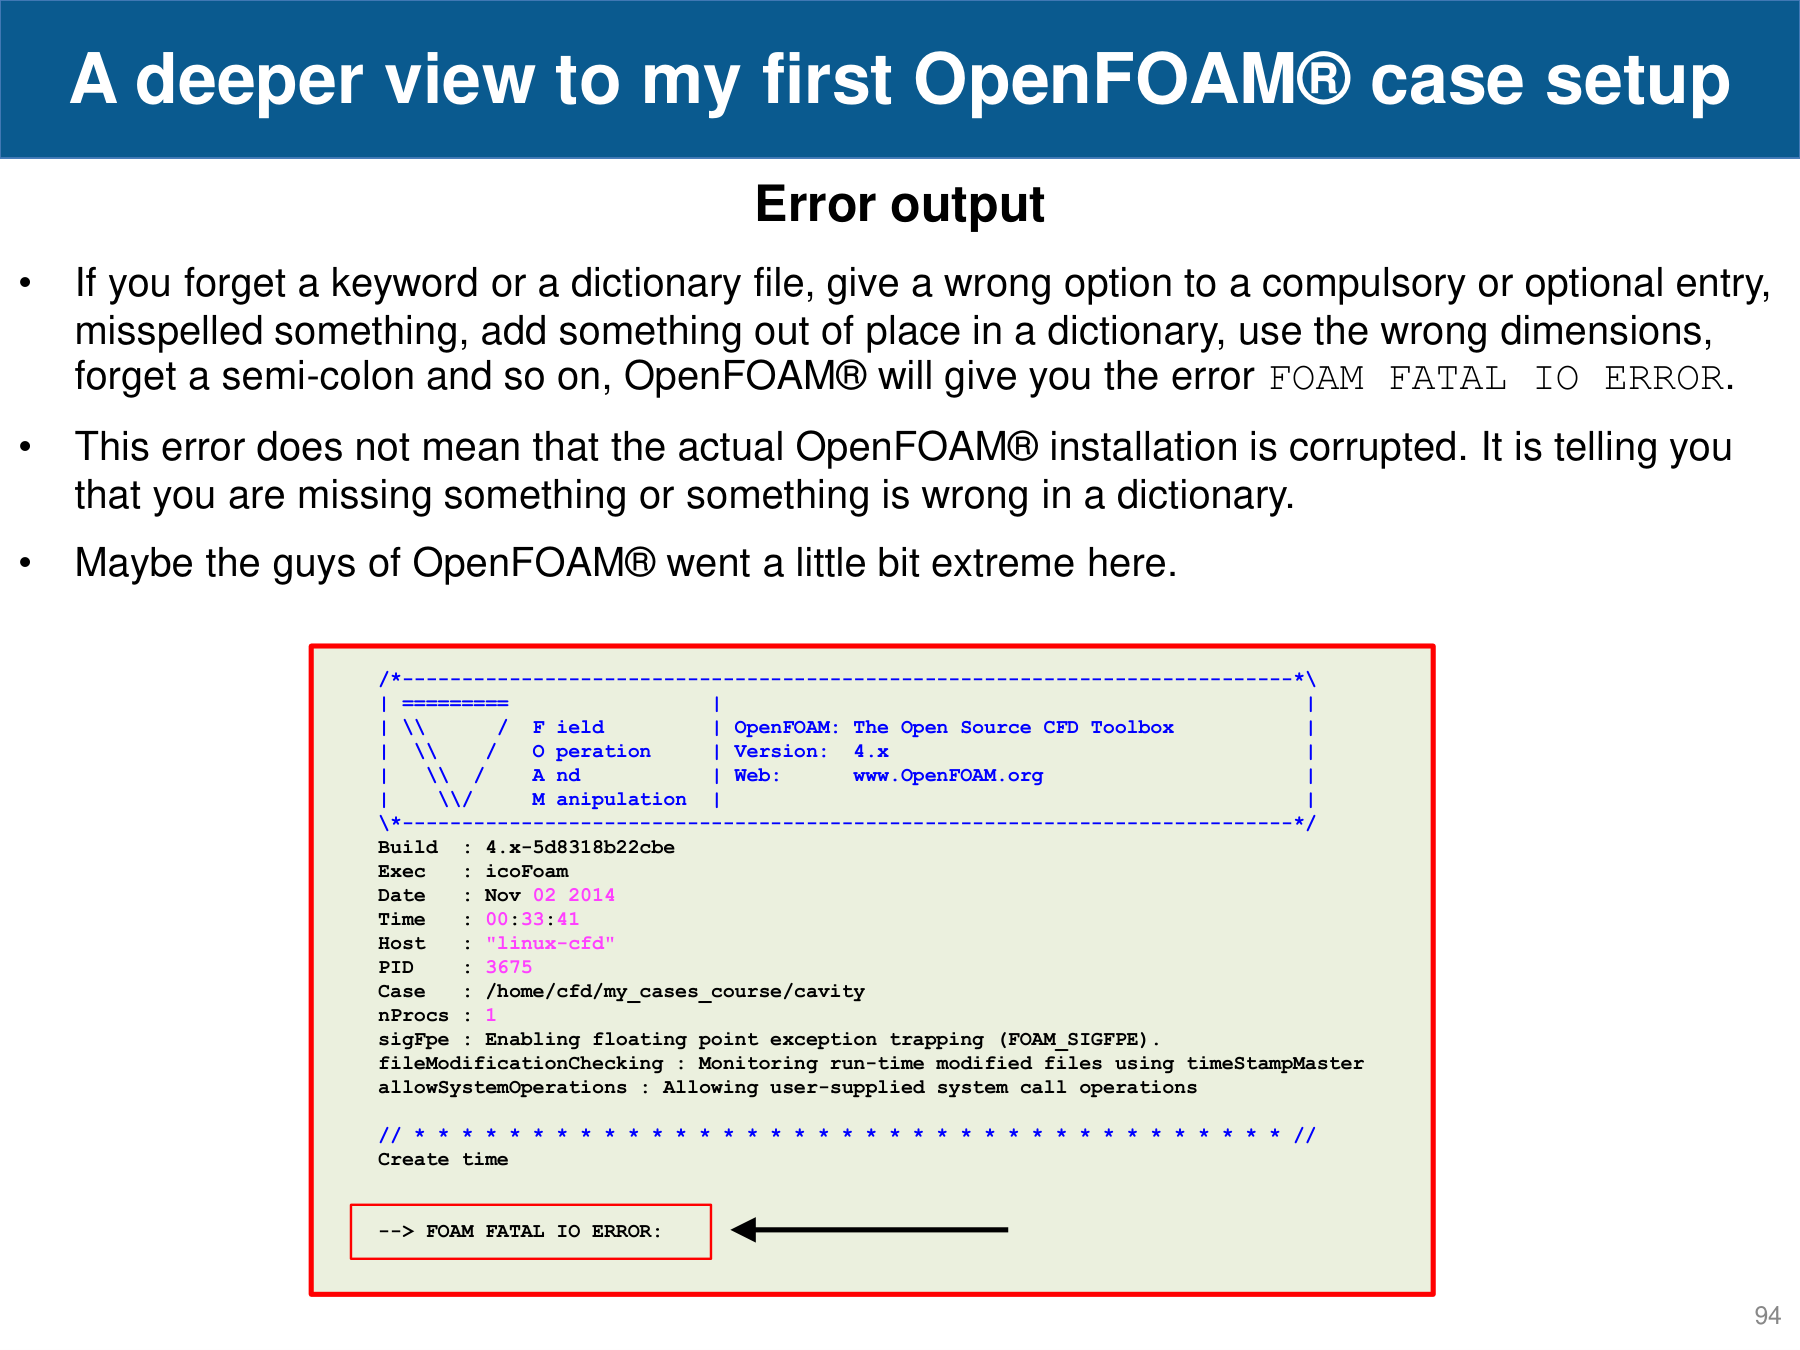 A deeper view to my first OpenFOAM® case setup
Error output
• If you forget a keyword or a dictionary file, give a wrong option to a compulsory or optional entry,
misspelled something, add something out of place in a dictionary, use the wrong dimensions,
forget a semi-colon and so on, OpenFOAM® will give you the error FOAM FATAL IO ERROR.
• This error does not mean that the actual OpenFOAM® installation is corrupted. It is telling you
that you are missing something or something is wrong in a dictionary.
• Maybe the guys of OpenFOAM® went a little bit extreme here.
/*---------------------------------------------------------------------------*\
| =========                 |                                                 |
| \\      /  F ield         | OpenFOAM: The Open Source CFD Toolbox           |
|  \\    /   O peration     | Version:  4.x                                   |
|   \\  /    A nd           | Web:      www.OpenFOAM.org                      |
|    \\/     M anipulation  |                                                 |
\*---------------------------------------------------------------------------*/
Build  : 4.x-5d8318b22cbe
Exec   : icoFoam
Date   : Nov 02 2014
Time   : 00:33:41
Host   : "linux-cfd"
PID    : 3675
Case   : /home/cfd/my_cases_course/cavity
nProcs : 1
sigFpe : Enabling floating point exception trapping (FOAM_SIGFPE).
fileModificationChecking : Monitoring run-time modified files using timeStampMaster
allowSystemOperations : Allowing user-supplied system call operations
// * * * * * * * * * * * * * * * * * * * * * * * * * * * * * * * * * * * * * //
Create time
--> FOAM FATAL IO ERROR:
94